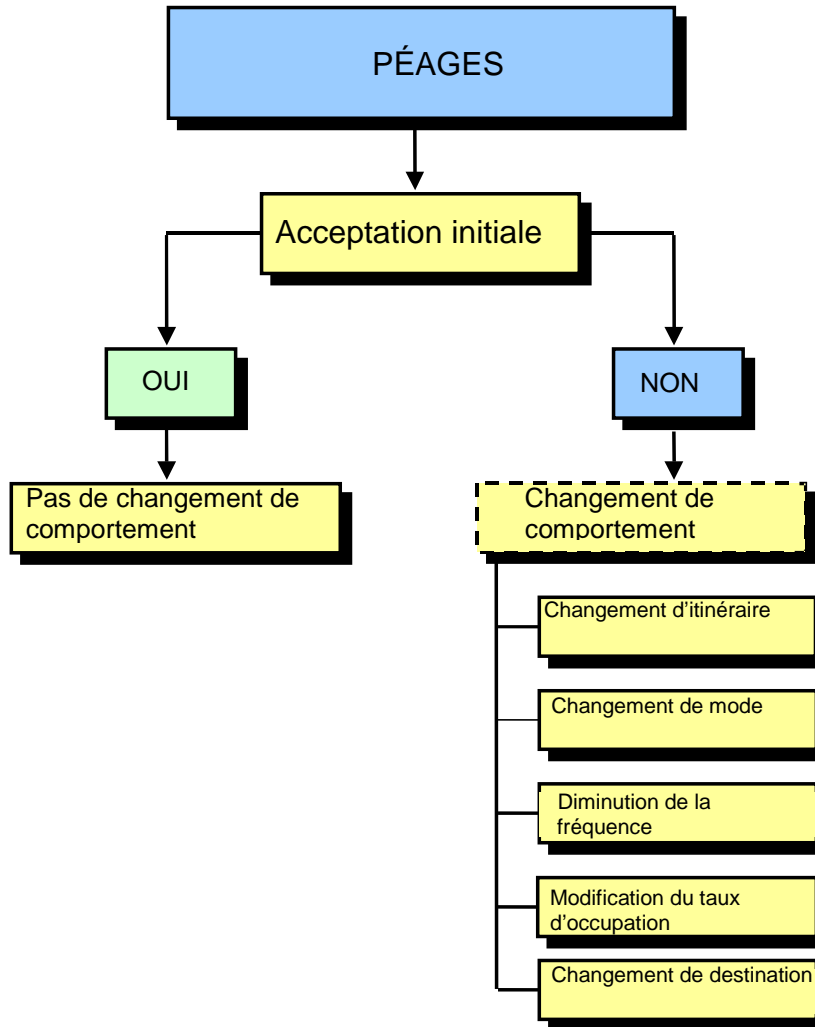 PÉAGES
Acceptation initiale
OUI
NON
Pas de changement de
comportement
Changement de
comportement
Changement d’itinéraire
Changement de mode
Diminution de la
fréquence
Modification du taux
d’occupation
Changement de destination